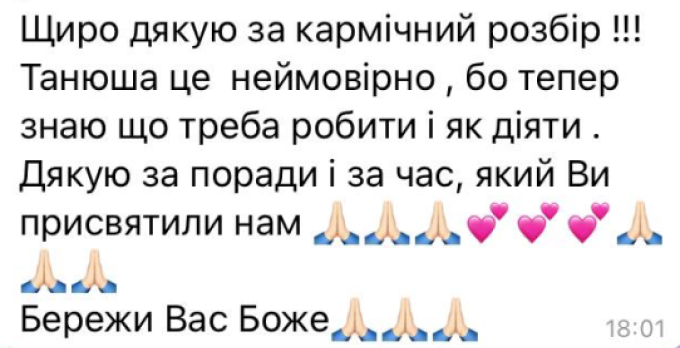 Щиро дякую за кармічний розбір !!!
Танюша це  неймовірно , бо тепер
знаю що треба робити і як діяти .
Дякую за поради і за час, який Ви
присвятили нам 🙏🏻🙏🏻🙏🏻💕💕💕🙏🏻
🙏🏻🙏🏻
Бережи Вас Боже🙏🏻🙏🏻🙏🏻
18:01